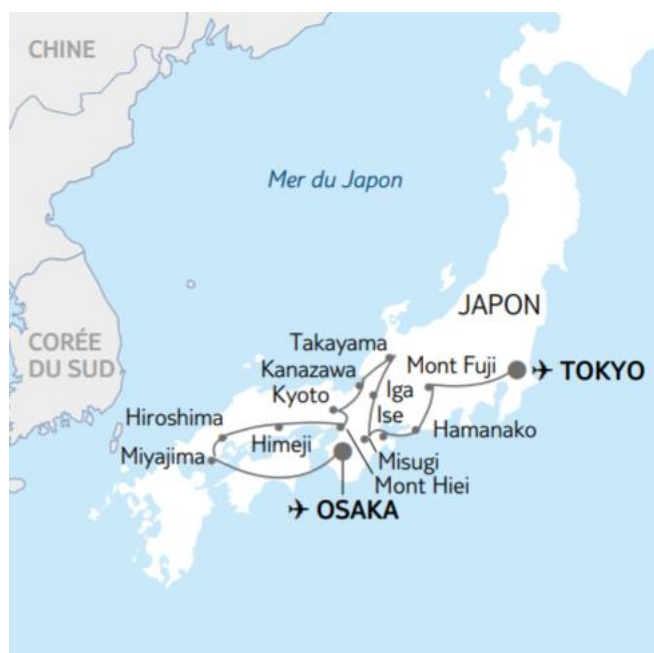 CHINE
Mer du Japon
JAPON
CORÉE
DU SUD
Takayama
Kanazawa
Kyoto
Mont Fuji
TOKYO
Iga
Ise
Hiroshima
Himeji
Hamanako
Miyajima
Misugi
Mont Hiei
OSAKA